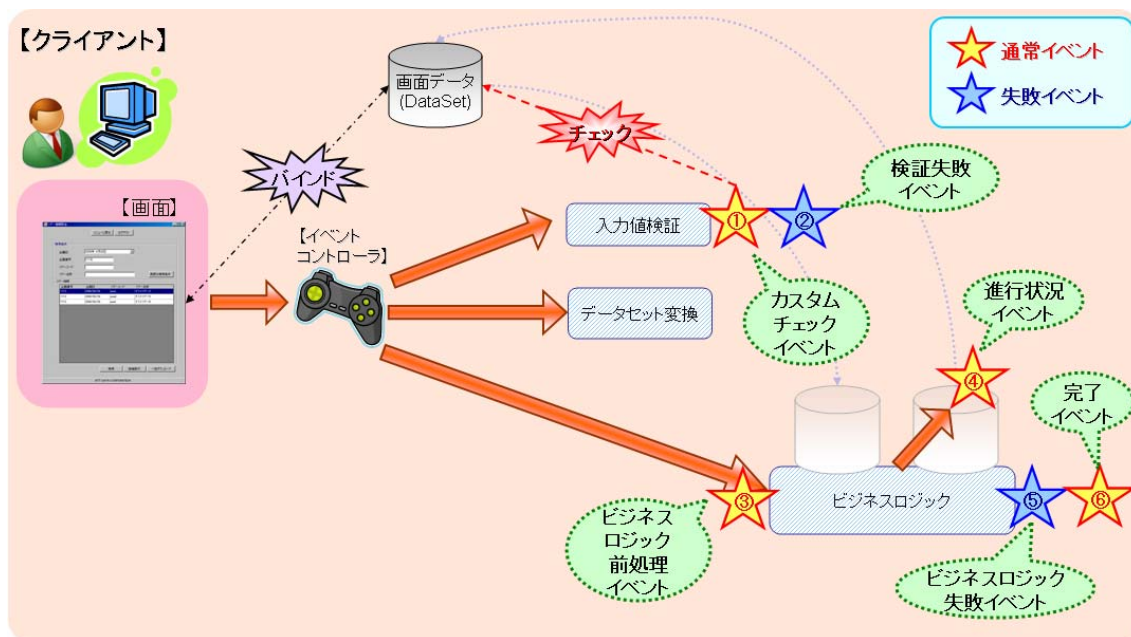 【クライアント】
画面データ
(DataSet)
通常イベント
失敗イベント
チェック
バインド
検証失敗
イベント
【画面】
【イベント
コントローラ】
入力値検証
①
②
カスタム
チェック
イベント
データセット変換
進行状況
イベント
④
完了
イベント
ビジネスロジック
③
⑤
⑥
ビジネス
ロジック
前処理
イベント
ビジネスロジック
失敗イベント